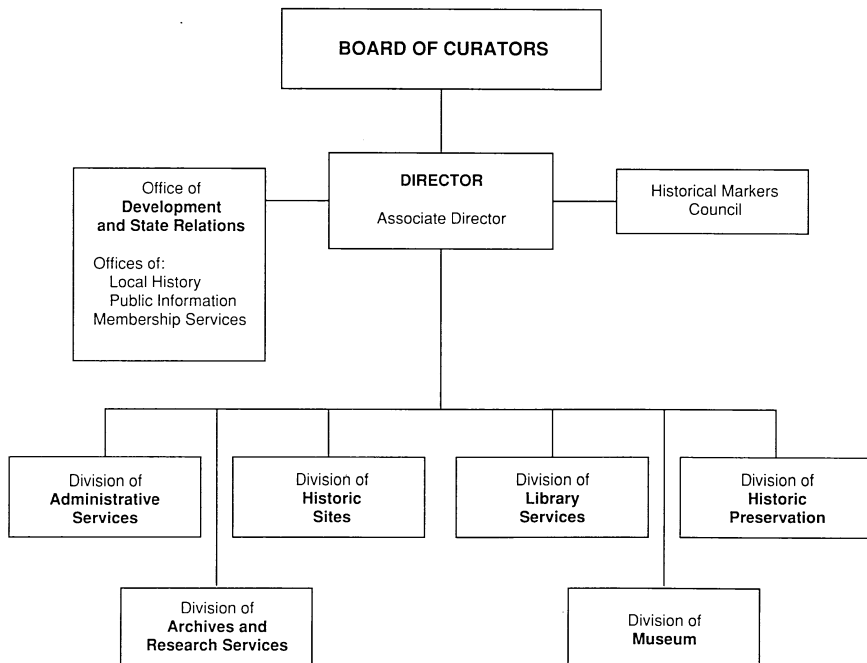 BOARD OF CURATORS
Office of
Development
and State Relations
Offices of:
Local History
Public Information
Membership Services
DIRECTOR
Associate Director
Historical Markers
Council
Division of
Administrative
Services
Division of
Historic
Sites
Division of
Library
Services
Division of
Historic
Preservation
Division of
Archives and
Research Services
Division of
Museum